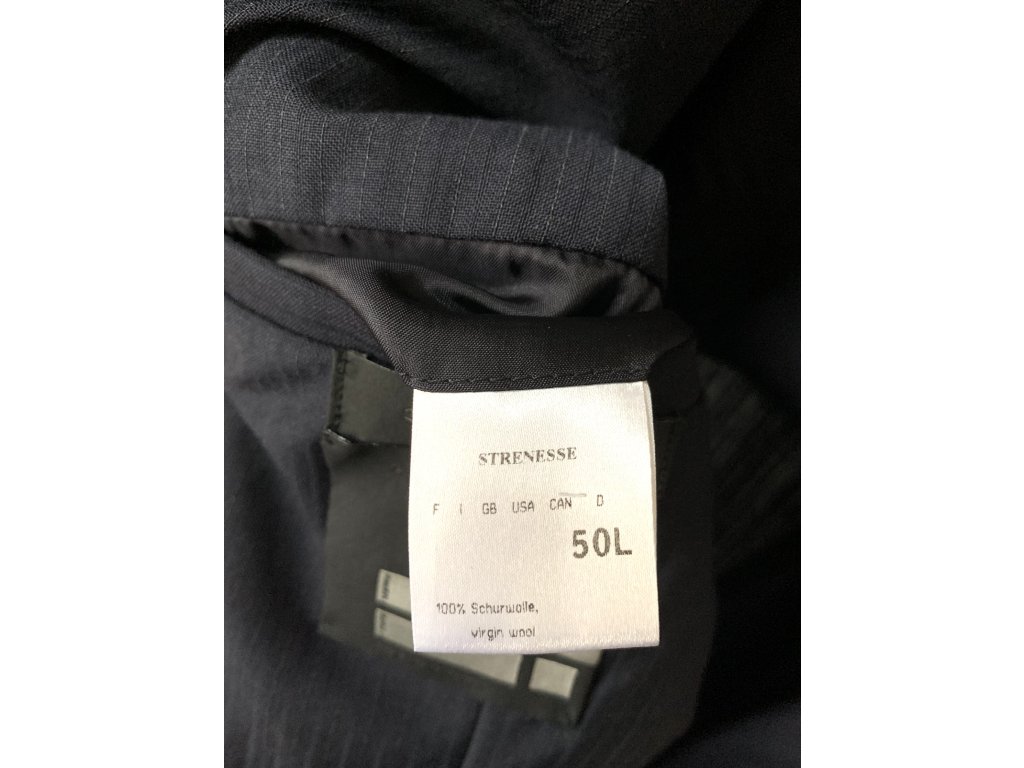 STRENESSE
F I GB USA CAN D
50L
100% Schurwolle,
virgin wool